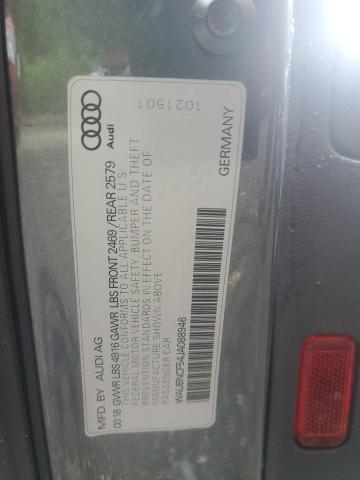 Audi
1021501
GERMANY
MFD. BY AUDI AG
03.18 GVWR LBS 4916 GAWR LBS FRONT 2469 / REAR 2579
THIS VEHICLE CONFORMS TO ALL APPLICABLE U.S.
FEDERAL MOTOR VEHICLE SAFETY, BUMPER AND THEFT
PREVENTION STANDARDS IN EFFECT ON THE DATE OF
MANUFACTURE SHOWN ABOVE
PASSENGER CAR
WAUBNCF54JA088946